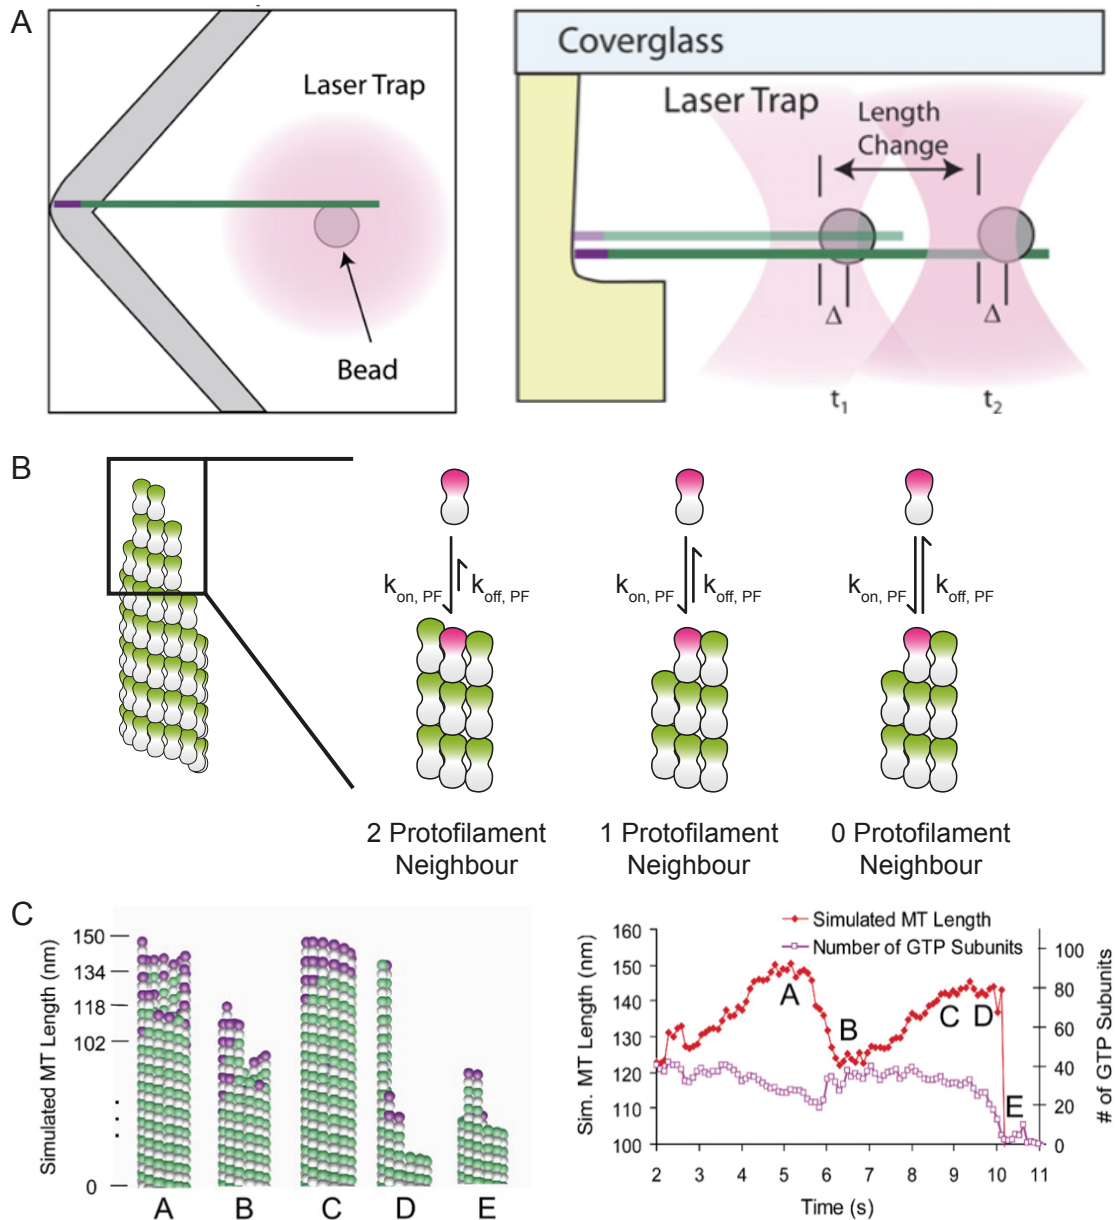 A
Laser Trap
Bead
Coverglass
Laser Trap
Length
Change
Δ
Δ
t1
t2
B
kon, PF
koff, PF
kon, PF
koff, PF
kon, PF
koff, PF
2 Protofilament
Neighbour
1 Protofilament
Neighbour
0 Protofilament
Neighbour
C
Simulated MT Length (nm)
150
134
118
102
0
A
B
C
D
E
Simulated MT Length
Number of GTP Subunits
Sim. MT Length (nm)
160
150
140
130
120
110
100
A
B
C
D
E
100
80
60
40
20
0
# of GTP Subunits
2
3
4
5
6
7
8
9
10
11
Time (s)